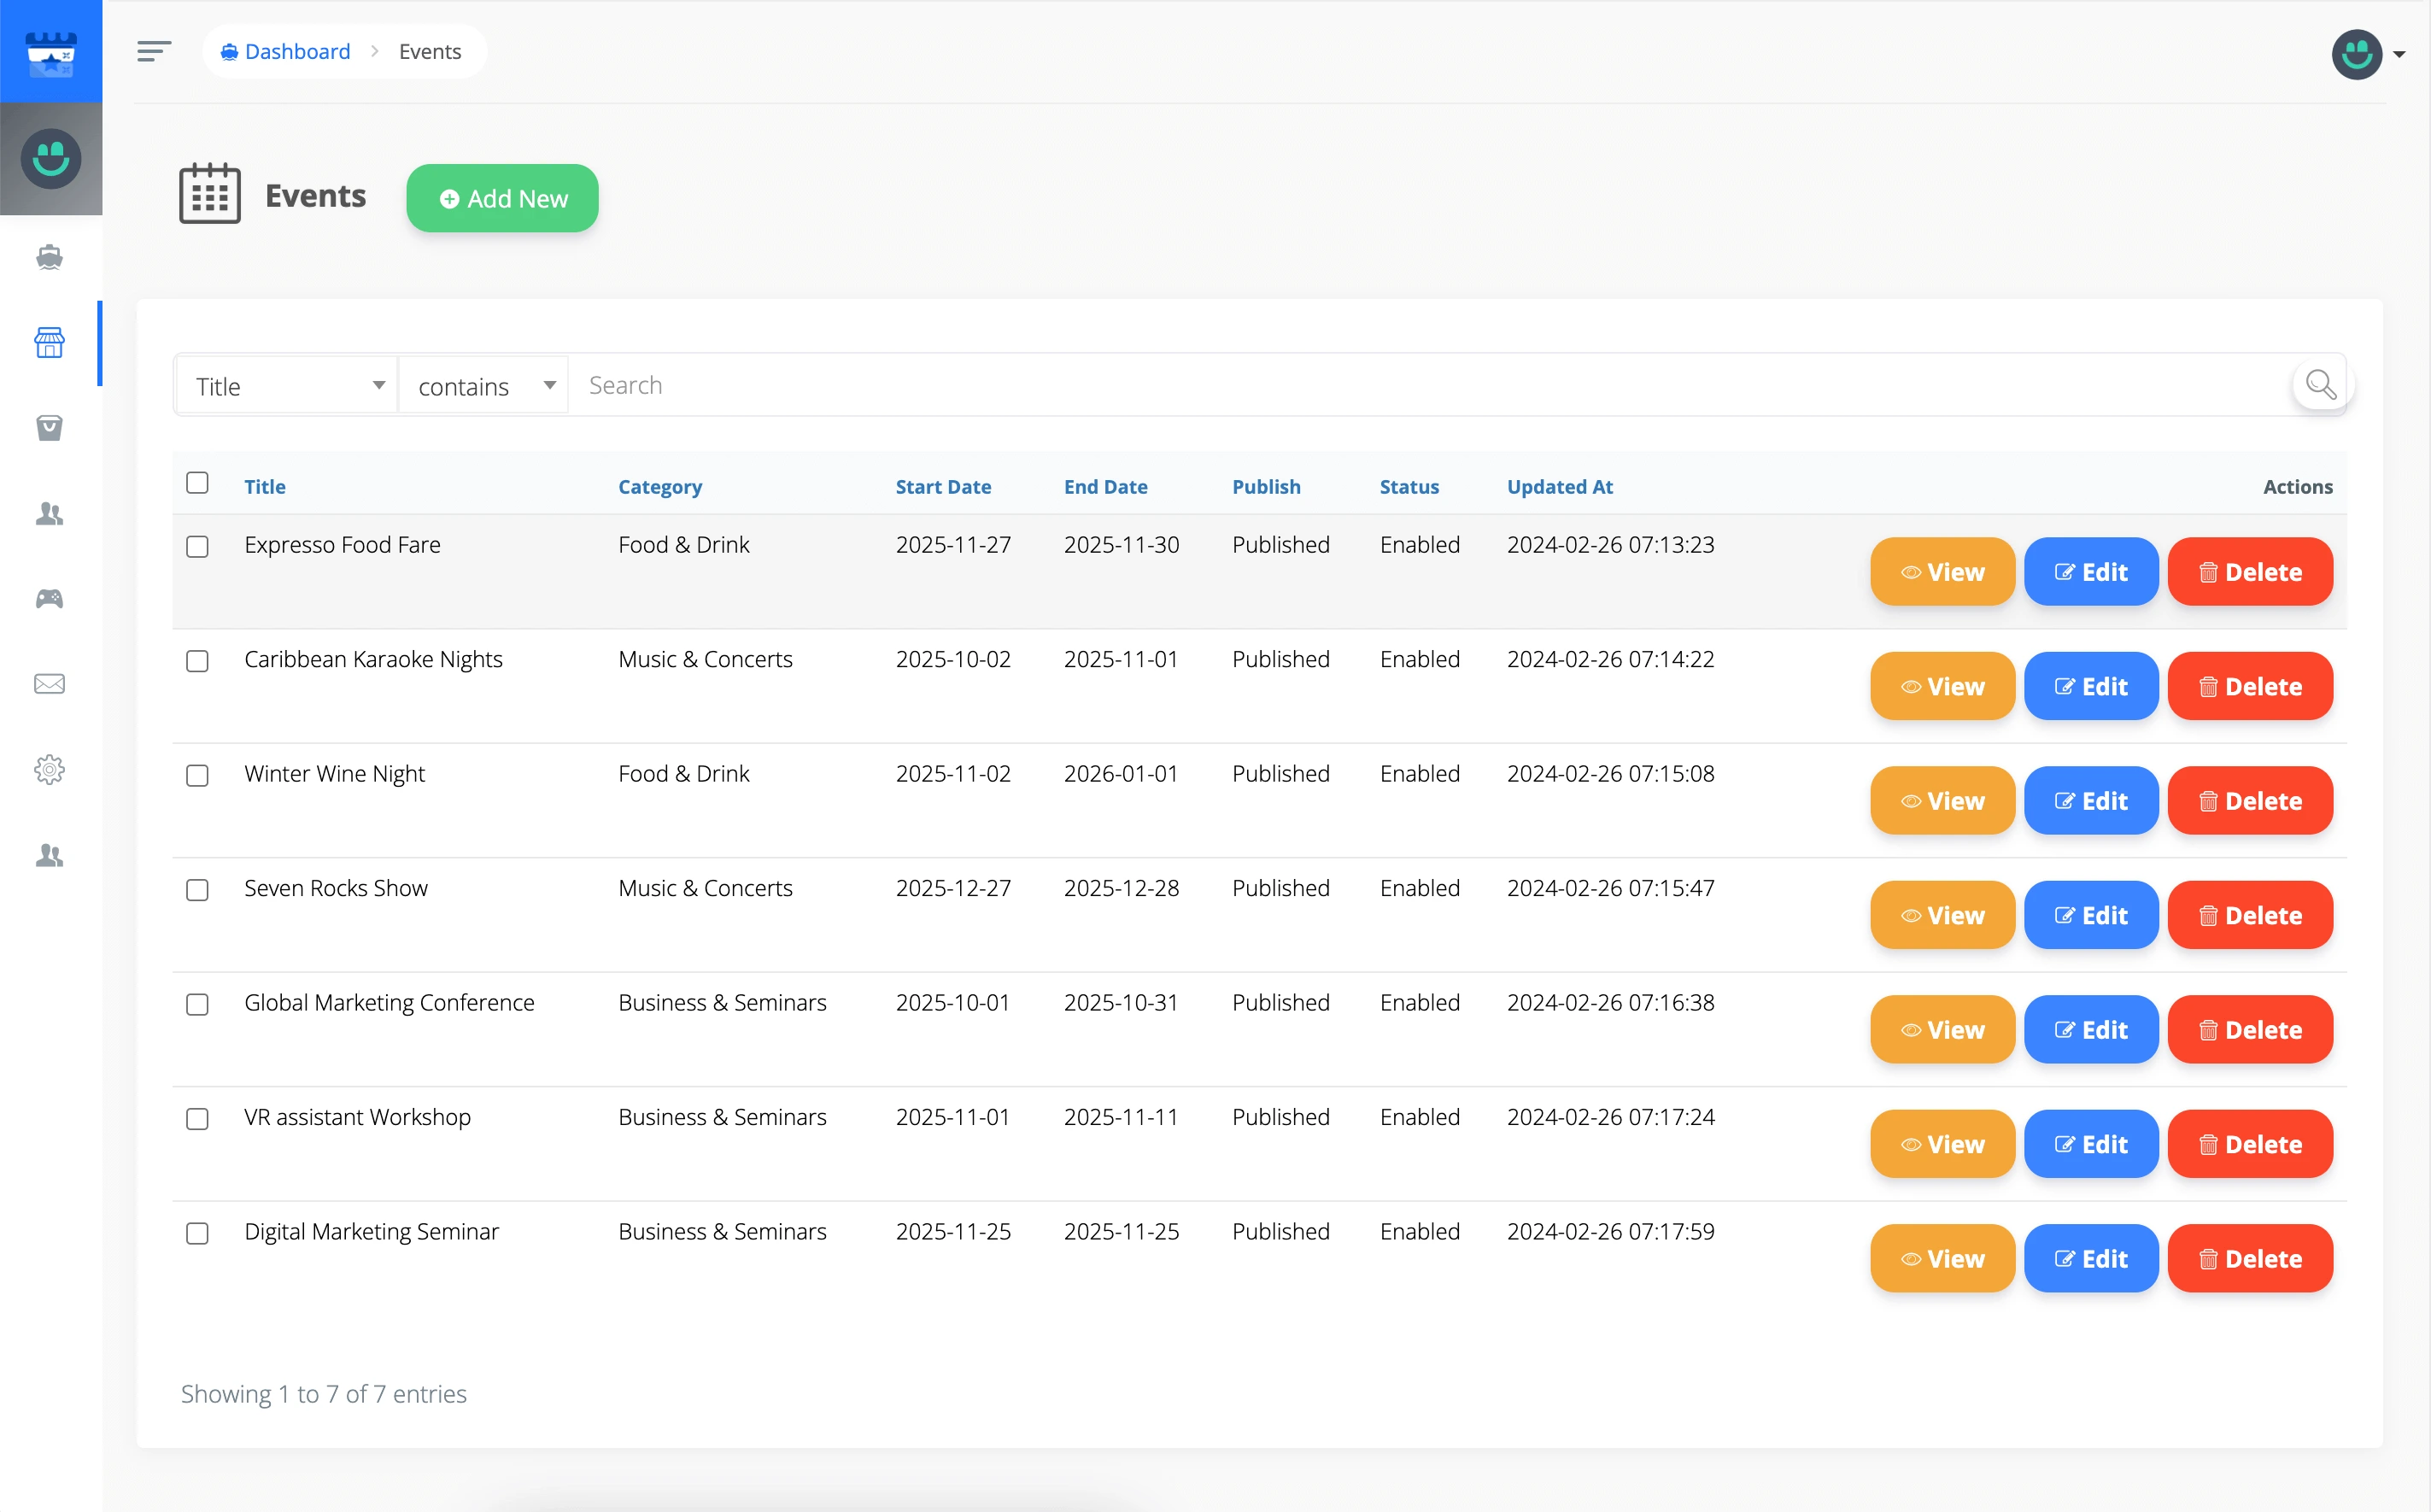 Dashboard > Events
Events
Add New
Title contains Search
Title Category Start Date End Date Publish Status Updated At Actions
Expresso Food Fare Food & Drink 2025-11-27 2025-11-30 Published Enabled 2024-02-26 07:13:23 View Edit Delete
Caribbean Karaoke Nights Music & Concerts 2025-10-02 2025-11-01 Published Enabled 2024-02-26 07:14:22 View Edit Delete
Winter Wine Night Food & Drink 2025-11-02 2026-01-01 Published Enabled 2024-02-26 07:15:08 View Edit Delete
Seven Rocks Show Music & Concerts 2025-12-27 2025-12-28 Published Enabled 2024-02-26 07:15:47 View Edit Delete
Global Marketing Conference Business & Seminars 2025-10-01 2025-10-31 Published Enabled 2024-02-26 07:16:38 View Edit Delete
VR assistant Workshop Business & Seminars 2025-11-01 2025-11-11 Published Enabled 2024-02-26 07:17:24 View Edit Delete
Digital Marketing Seminar Business & Seminars 2025-11-25 2025-11-25 Published Enabled 2024-02-26 07:17:59 View Edit Delete
Showing 1 to 7 of 7 entries